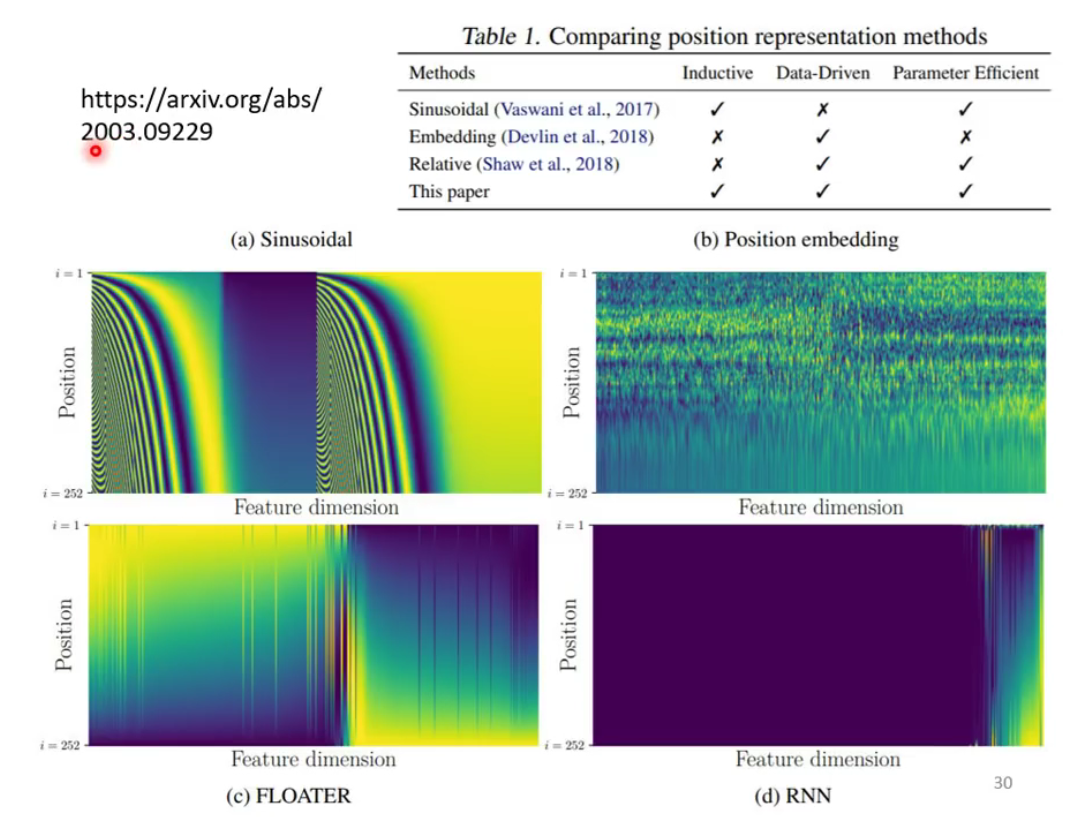 https://arxiv.org/abs/
2003.09229
Table 1. Comparing position representation methods
Methods Inductive Data-Driven Parameter Efficient
Sinusoidal (Vaswani et al., 2017) ✓ ✗ ✓
Embedding (Devlin et al., 2018) ✗ ✓ ✗
Relative (Shaw et al., 2018) ✗ ✓ ✓
This paper ✓ ✓ ✓
(a) Sinusoidal
i = 1
Position
i = 252
Feature dimension
(b) Position embedding
i = 1
Position
i = 252
Feature dimension
i = 1
Position
i = 252
Feature dimension
(c) FLOATER
i = 1
Position
i = 252
Feature dimension
(d) RNN
30